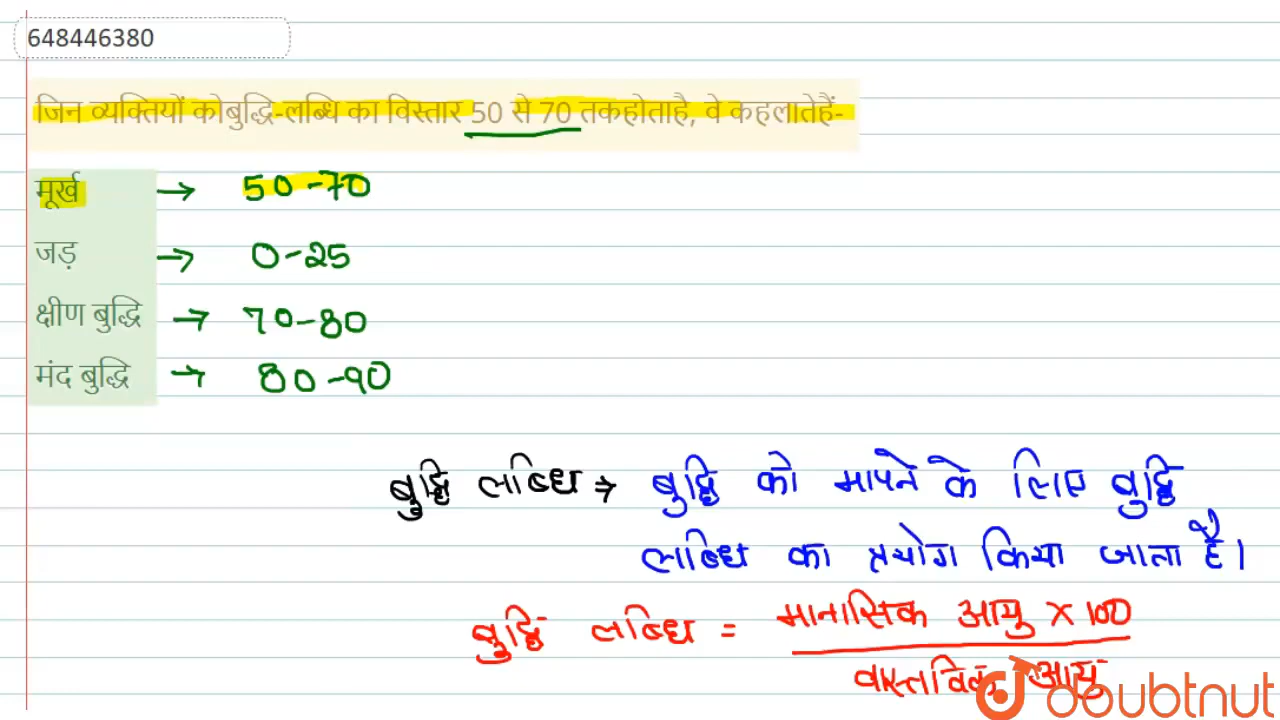 648446380
जिन व्यक्तियों कोबुद्धि-लब्धि का विस्तार 50 से 70 तकहोताहै, वे कहलातेहैं-
मूर्ख → 50-70
जड़ → 0-25
क्षीण बुद्धि → 70-80
मंद बुद्धि → 80-90
बुद्धि लब्धि → बुद्धि को मापने के लिए बुद्धि
लब्धि का प्रयोग किया जाता है।
बुद्धि लब्धि = मानासिक आयु × 100
वास्तविक आयु
doubtnut